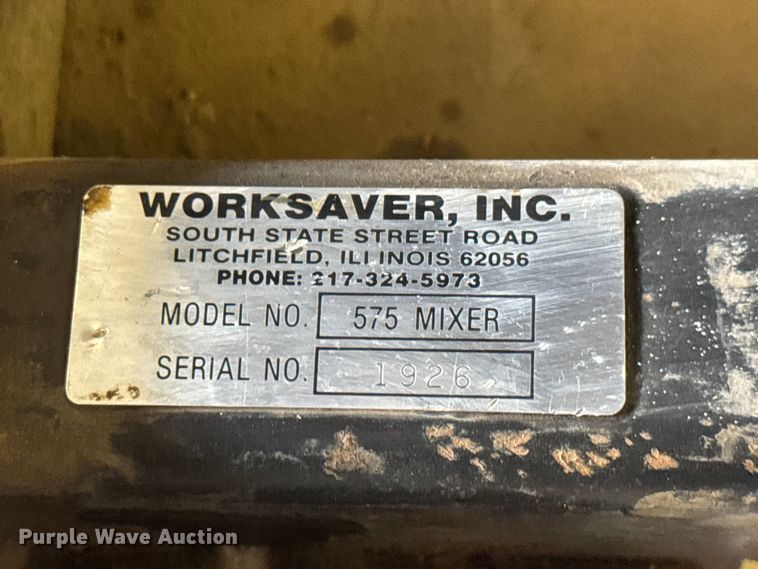 WORKSAVER, INC.
SOUTH STATE STREET ROAD
LITCHFIELD, ILLINOIS 62056
PHONE: 217-324-5973
MODEL NO. 575 MIXER
SERIAL NO. 1926
Purple Wave Auction